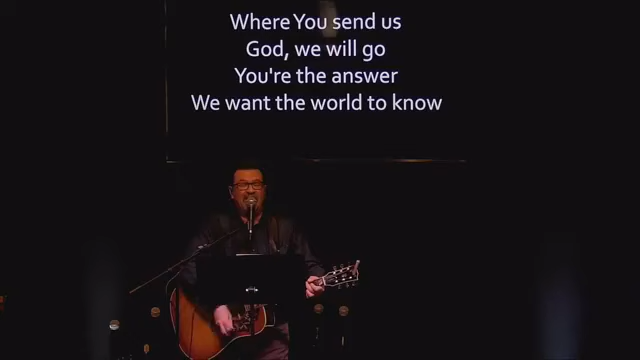 Where You send us
God, we will go
You're the answer
We want the world to know